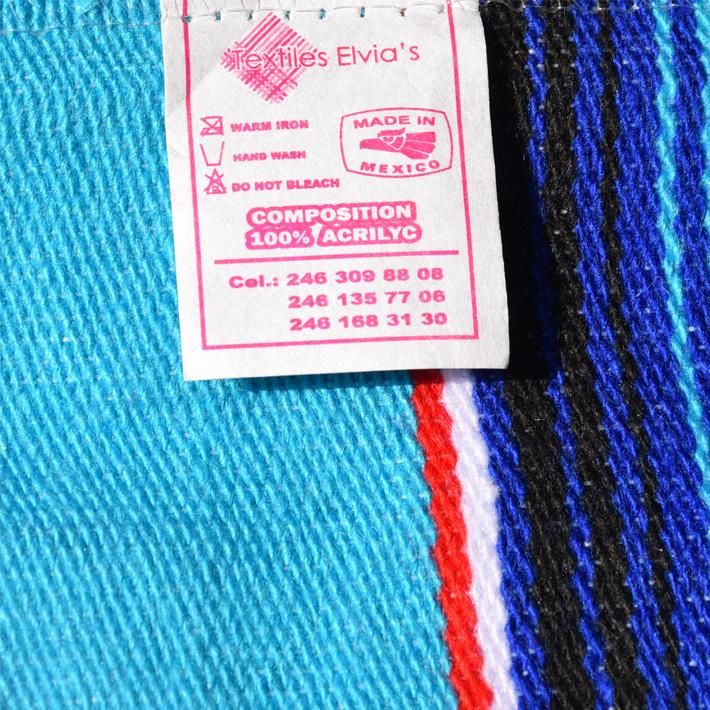 Textiles Elvia's
WARM IRON
HAND WASH
DO NOT BLEACH
MADE IN
MEXICO
COMPOSITION
100% ACRILYC
Cel.: 246 309 88 08
246 135 77 06
246 168 31 30